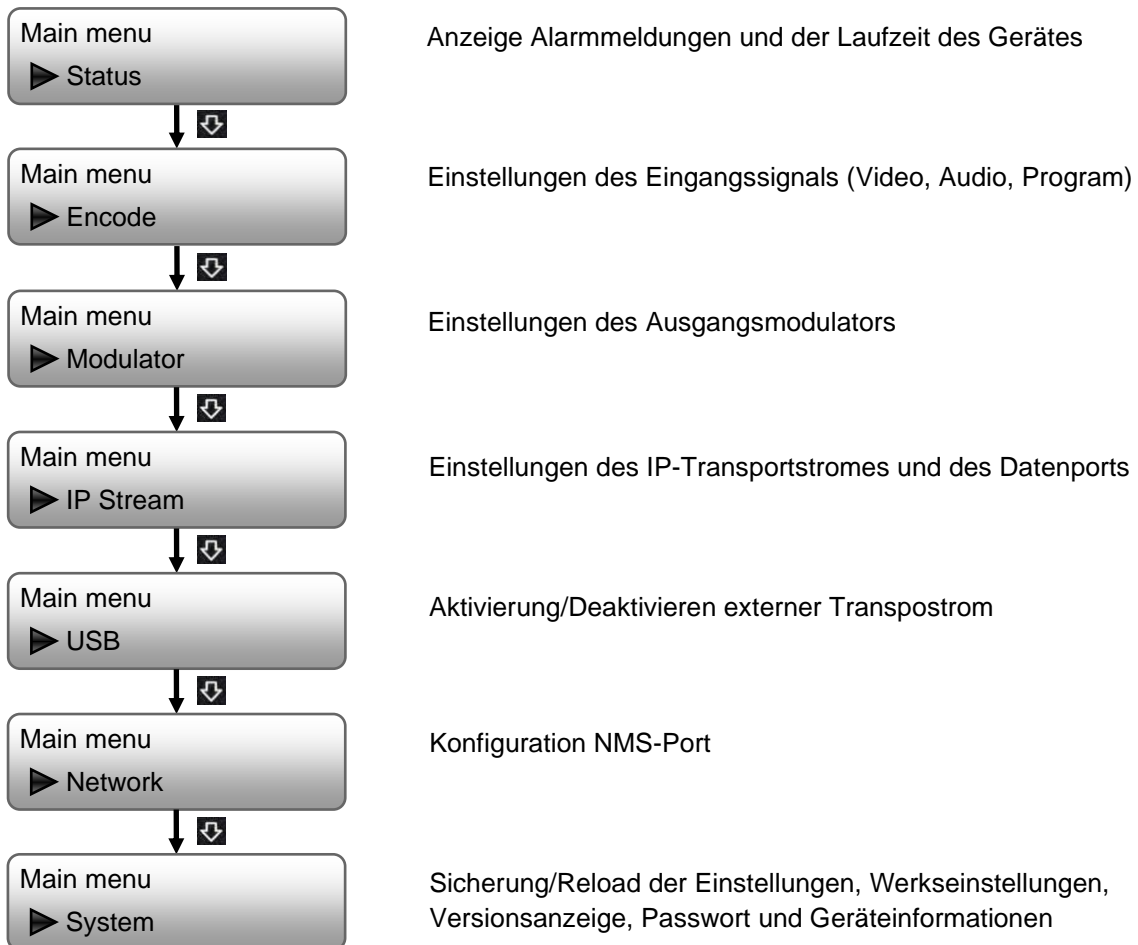 Main menu
Status
Anzeige Alarmmeldungen und der Laufzeit des Gerätes
Main menu
Encode
Einstellungen des Eingangssignals (Video, Audio, Program)
Main menu
Modulator
Einstellungen des Ausgangsmodulators
Main menu
IP Stream
Einstellungen des IP-Transportstromes und des Datenports
Main menu
USB
Aktivierung/Deaktivieren externer Transpostrom
Main menu
Network
Konfiguration NMS-Port
Main menu
System
Sicherung/Reload der Einstellungen, Werkseinstellungen,
Versionsanzeige, Passwort und Geräteinformationen